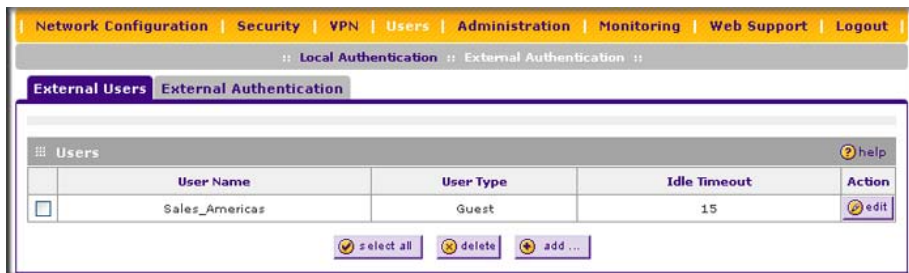 | Network Configuration | Security | VPN | Users | Administration | Monitoring | Web Support | Logout |
:: Local Authentication :: External Authentication ::
External Users External Authentication
Users help
User Name User Type Idle Timeout Action
Sales_Americas Guest 15 edit
select all delete add ...